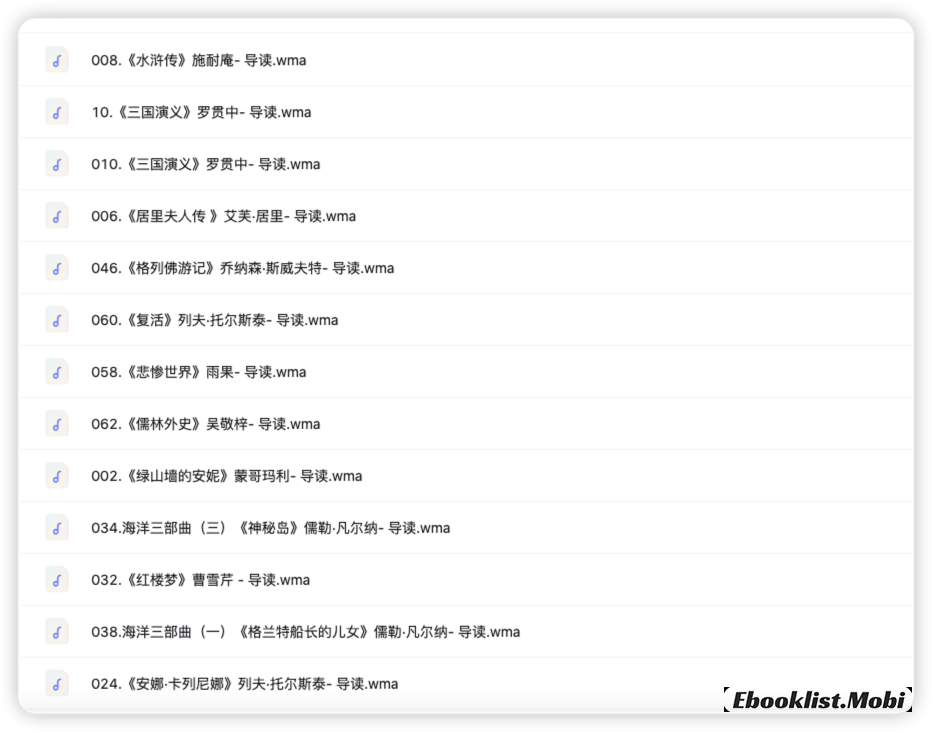 008.《水浒传》施耐庵- 导读.wma
10.《三国演义》罗贯中- 导读.wma
010.《三国演义》罗贯中- 导读.wma
006.《居里夫人传 》艾芙·居里- 导读.wma
046.《格列佛游记》乔纳森·斯威夫特- 导读.wma
060.《复活》列夫·托尔斯泰- 导读.wma
058.《悲惨世界》雨果- 导读.wma
062.《儒林外史》吴敬梓- 导读.wma
002.《绿山墙的安妮》蒙哥玛利- 导读.wma
034.海洋三部曲（三）《神秘岛》儒勒·凡尔纳- 导读.wma
032.《红楼梦》曹雪芹 - 导读.wma
038.海洋三部曲（一）《格兰特船长的儿女》儒勒·凡尔纳- 导读.wma
024.《安娜·卡列尼娜》列夫·托尔斯泰- 导读.wma
【Ebooklist.Mobi】